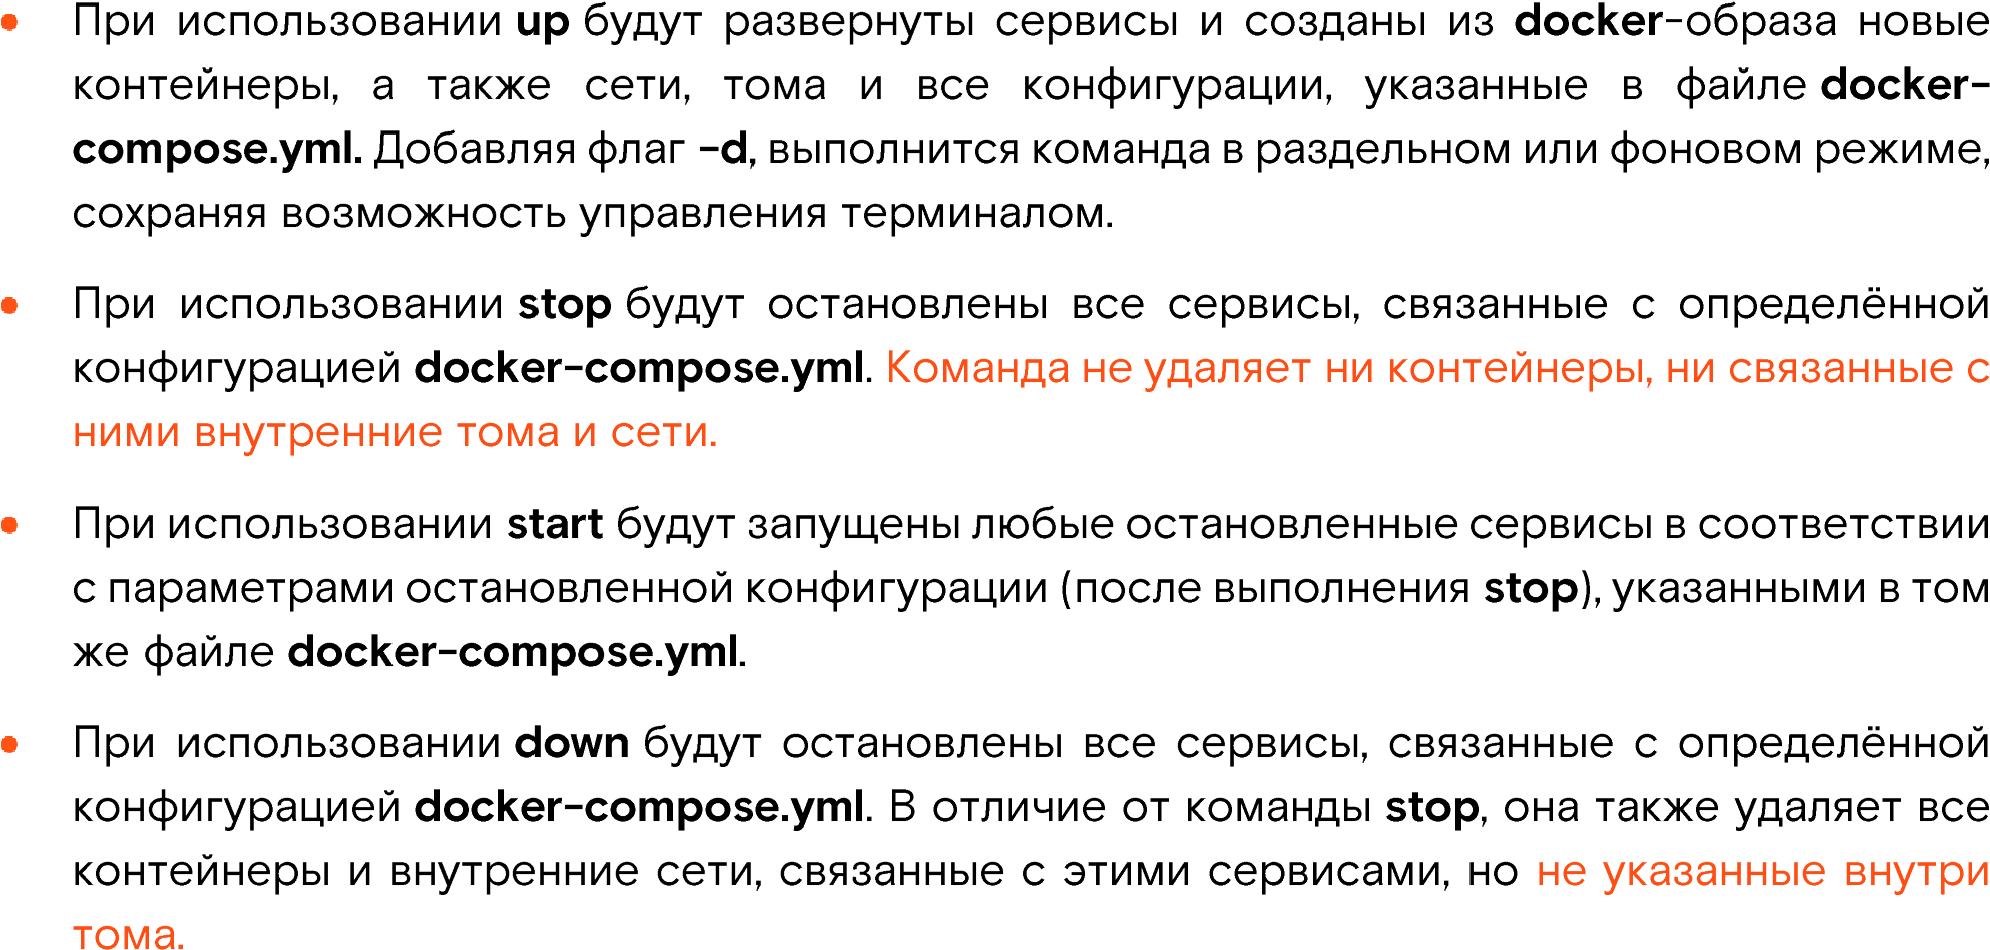 • При использовании up будут развернуты сервисы и созданы из docker-образа новые
контейнеры, а также сети, тома и все конфигурации, указанные в файле docker-
compose.yml. Добавляя флаг -d, выполнится команда в раздельном или фоновом режиме,
сохраняя возможность управления терминалом.
• При использовании stop будут остановлены все сервисы, связанные с определённой
конфигурацией docker-compose.yml. Команда не удаляет ни контейнеры, ни связанные с
ними внутренние тома и сети.
• При использовании start будут запущены любые остановленные сервисы в соответствии
с параметрами остановленной конфигурации (после выполнения stop), указанными в том
же файле docker-compose.yml.
• При использовании down будут остановлены все сервисы, связанные с определённой
конфигурацией docker-compose.yml. В отличие от команды stop, она также удаляет все
контейнеры и внутренние сети, связанные с этими сервисами, но не указанные внутри
тома.